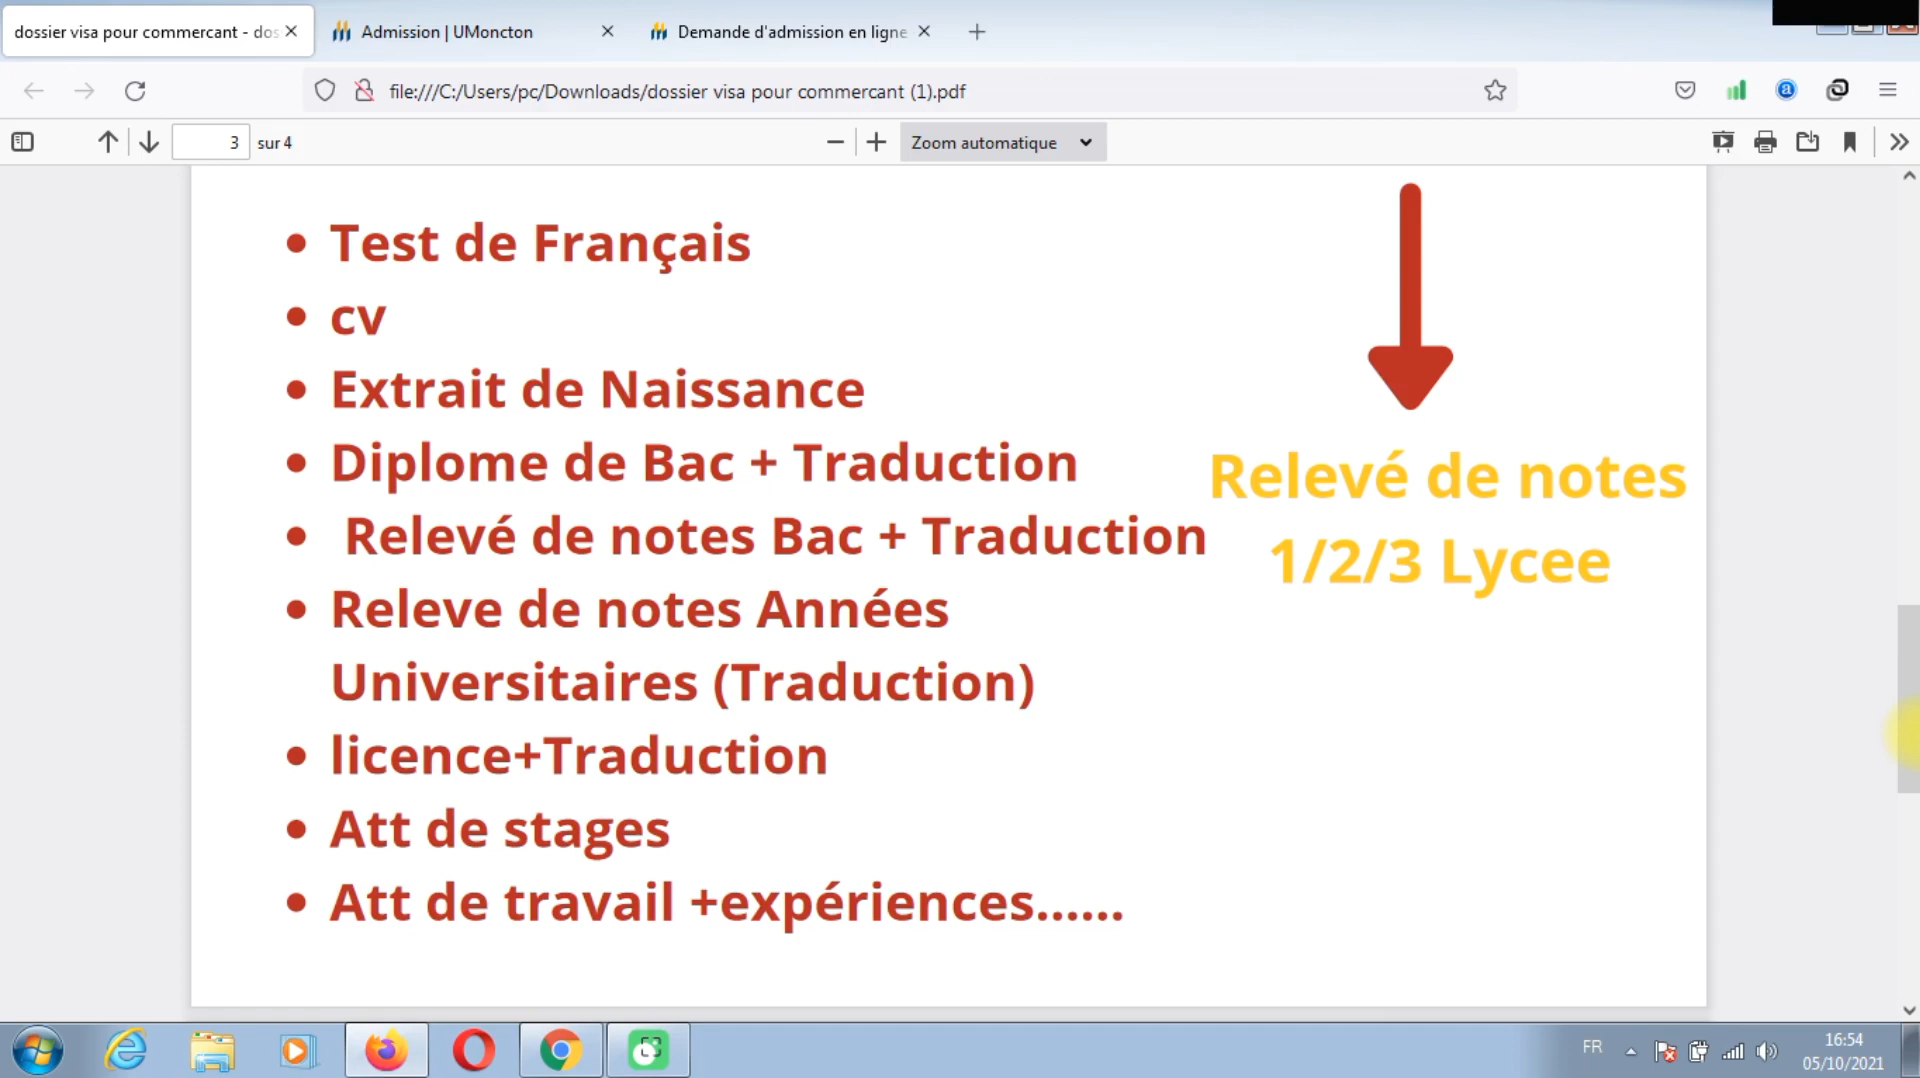 dossier visa pour commercant - dos
Admission | UMoncton
Demande d'admission en ligne
file:///C:/Users/pc/Downloads/dossier visa pour commercant (1).pdf
3 sur 4
Zoom automatique
• Test de Français
• cv
• Extrait de Naissance
• Diplome de Bac + Traduction
• Relevé de notes Bac + Traduction
• Releve de notes Années
Universitaires (Traduction)
• licence+Traduction
• Att de stages
• Att de travail +expériences......
Relevé de notes
1/2/3 Lycee
FR
16:54
05/10/2021